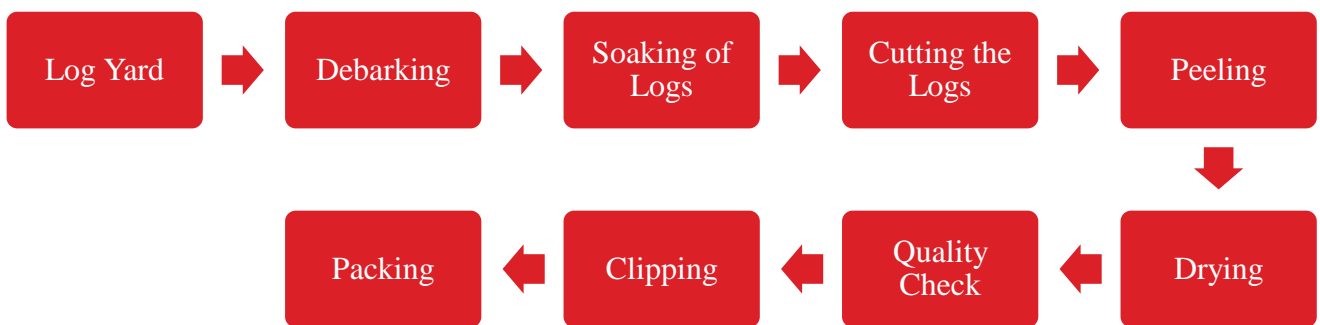 Log Yard
Debarking
Soaking of
Logs
Cutting the
Logs
Peeling
Drying
Quality
Check
Clipping
Packing